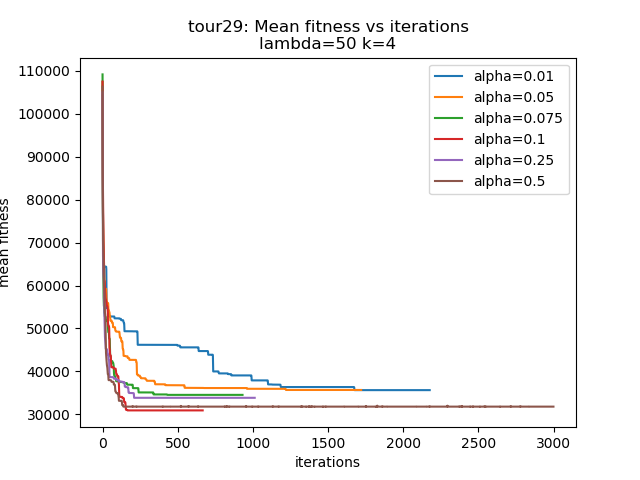 tour29: Mean fitness vs iterations
lambda=50 k=4
110000
100000
90000
80000
70000
60000
50000
40000
30000
mean fitness
alpha=0.01
alpha=0.05
alpha=0.075
alpha=0.1
alpha=0.25
alpha=0.5
0
500
1000
1500
2000
2500
3000
iterations